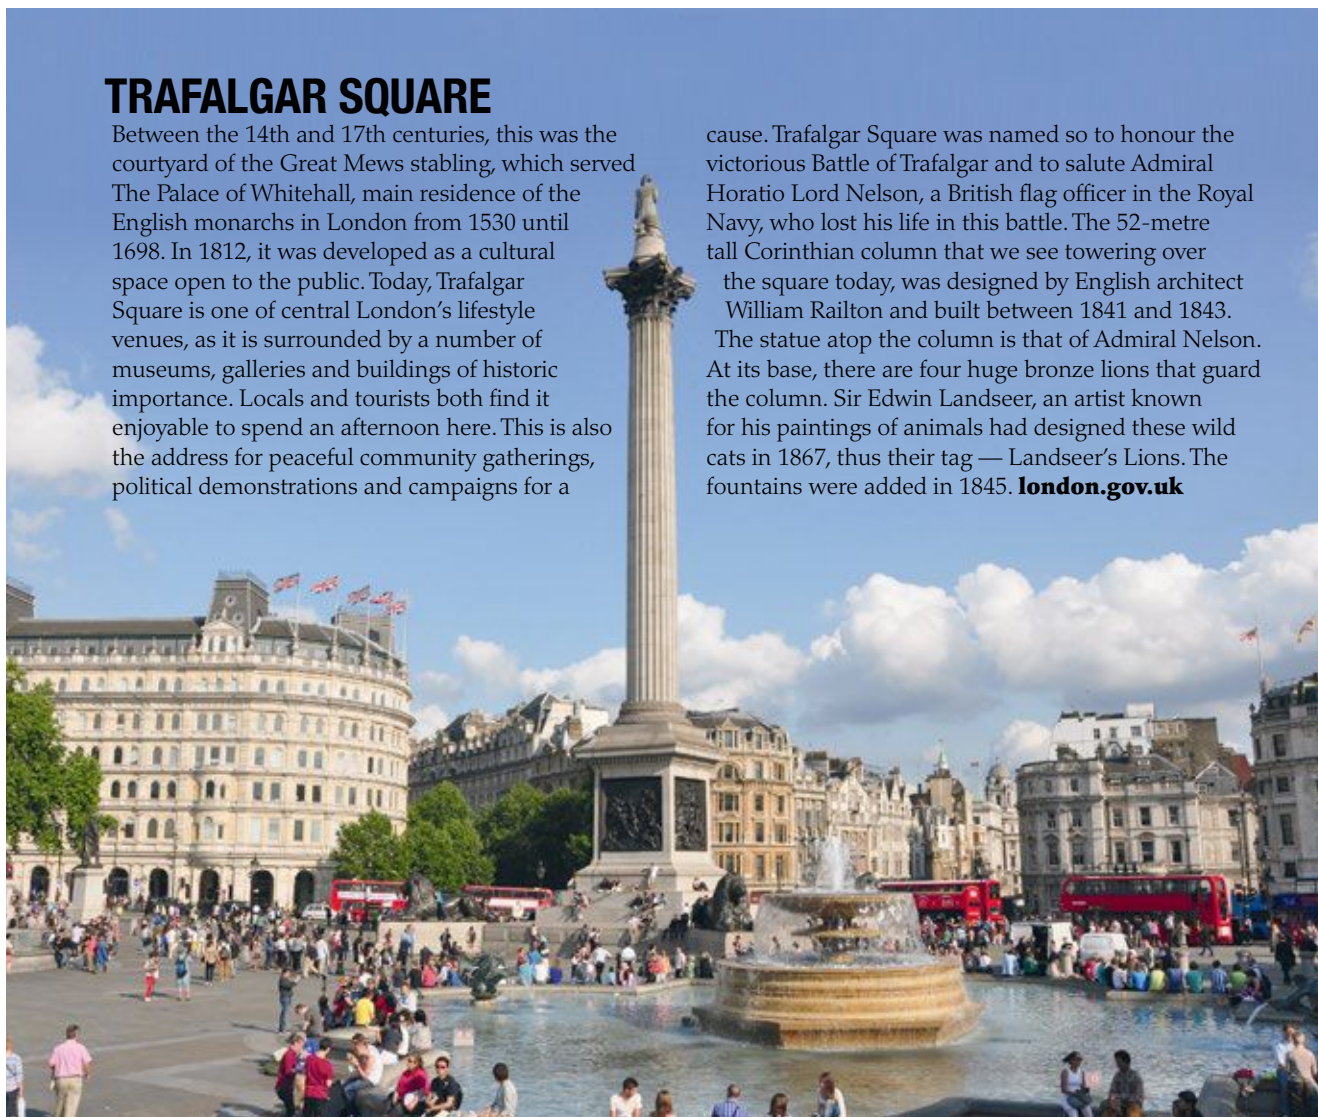 TRAFALGAR SQUARE
Between the 14th and 17th centuries, this was the
courtyard of the Great Mews stabling, which served
The Palace of Whitehall, main residence of the
English monarchs in London from 1530 until
1698. In 1812, it was developed as a cultural
space open to the public. Today, Trafalgar
Square is one of central London’s lifestyle
venues, as it is surrounded by a number of
museums, galleries and buildings of historic
importance. Locals and tourists both find it
enjoyable to spend an afternoon here. This is also
the address for peaceful community gatherings,
political demonstrations and campaigns for a
cause. Trafalgar Square was named so to honour the
victorious Battle of Trafalgar and to salute Admiral
Horatio Lord Nelson, a British flag officer in the Royal
Navy, who lost his life in this battle. The 52-metre
tall Corinthian column that we see towering over
the square today, was designed by English architect
William Railton and built between 1841 and 1843.
The statue atop the column is that of Admiral Nelson.
At its base, there are four huge bronze lions that guard
the column. Sir Edwin Landseer, an artist known
for his paintings of animals had designed these wild
cats in 1867, thus their tag — Landseer’s Lions. The
fountains were added in 1845. london.gov.uk